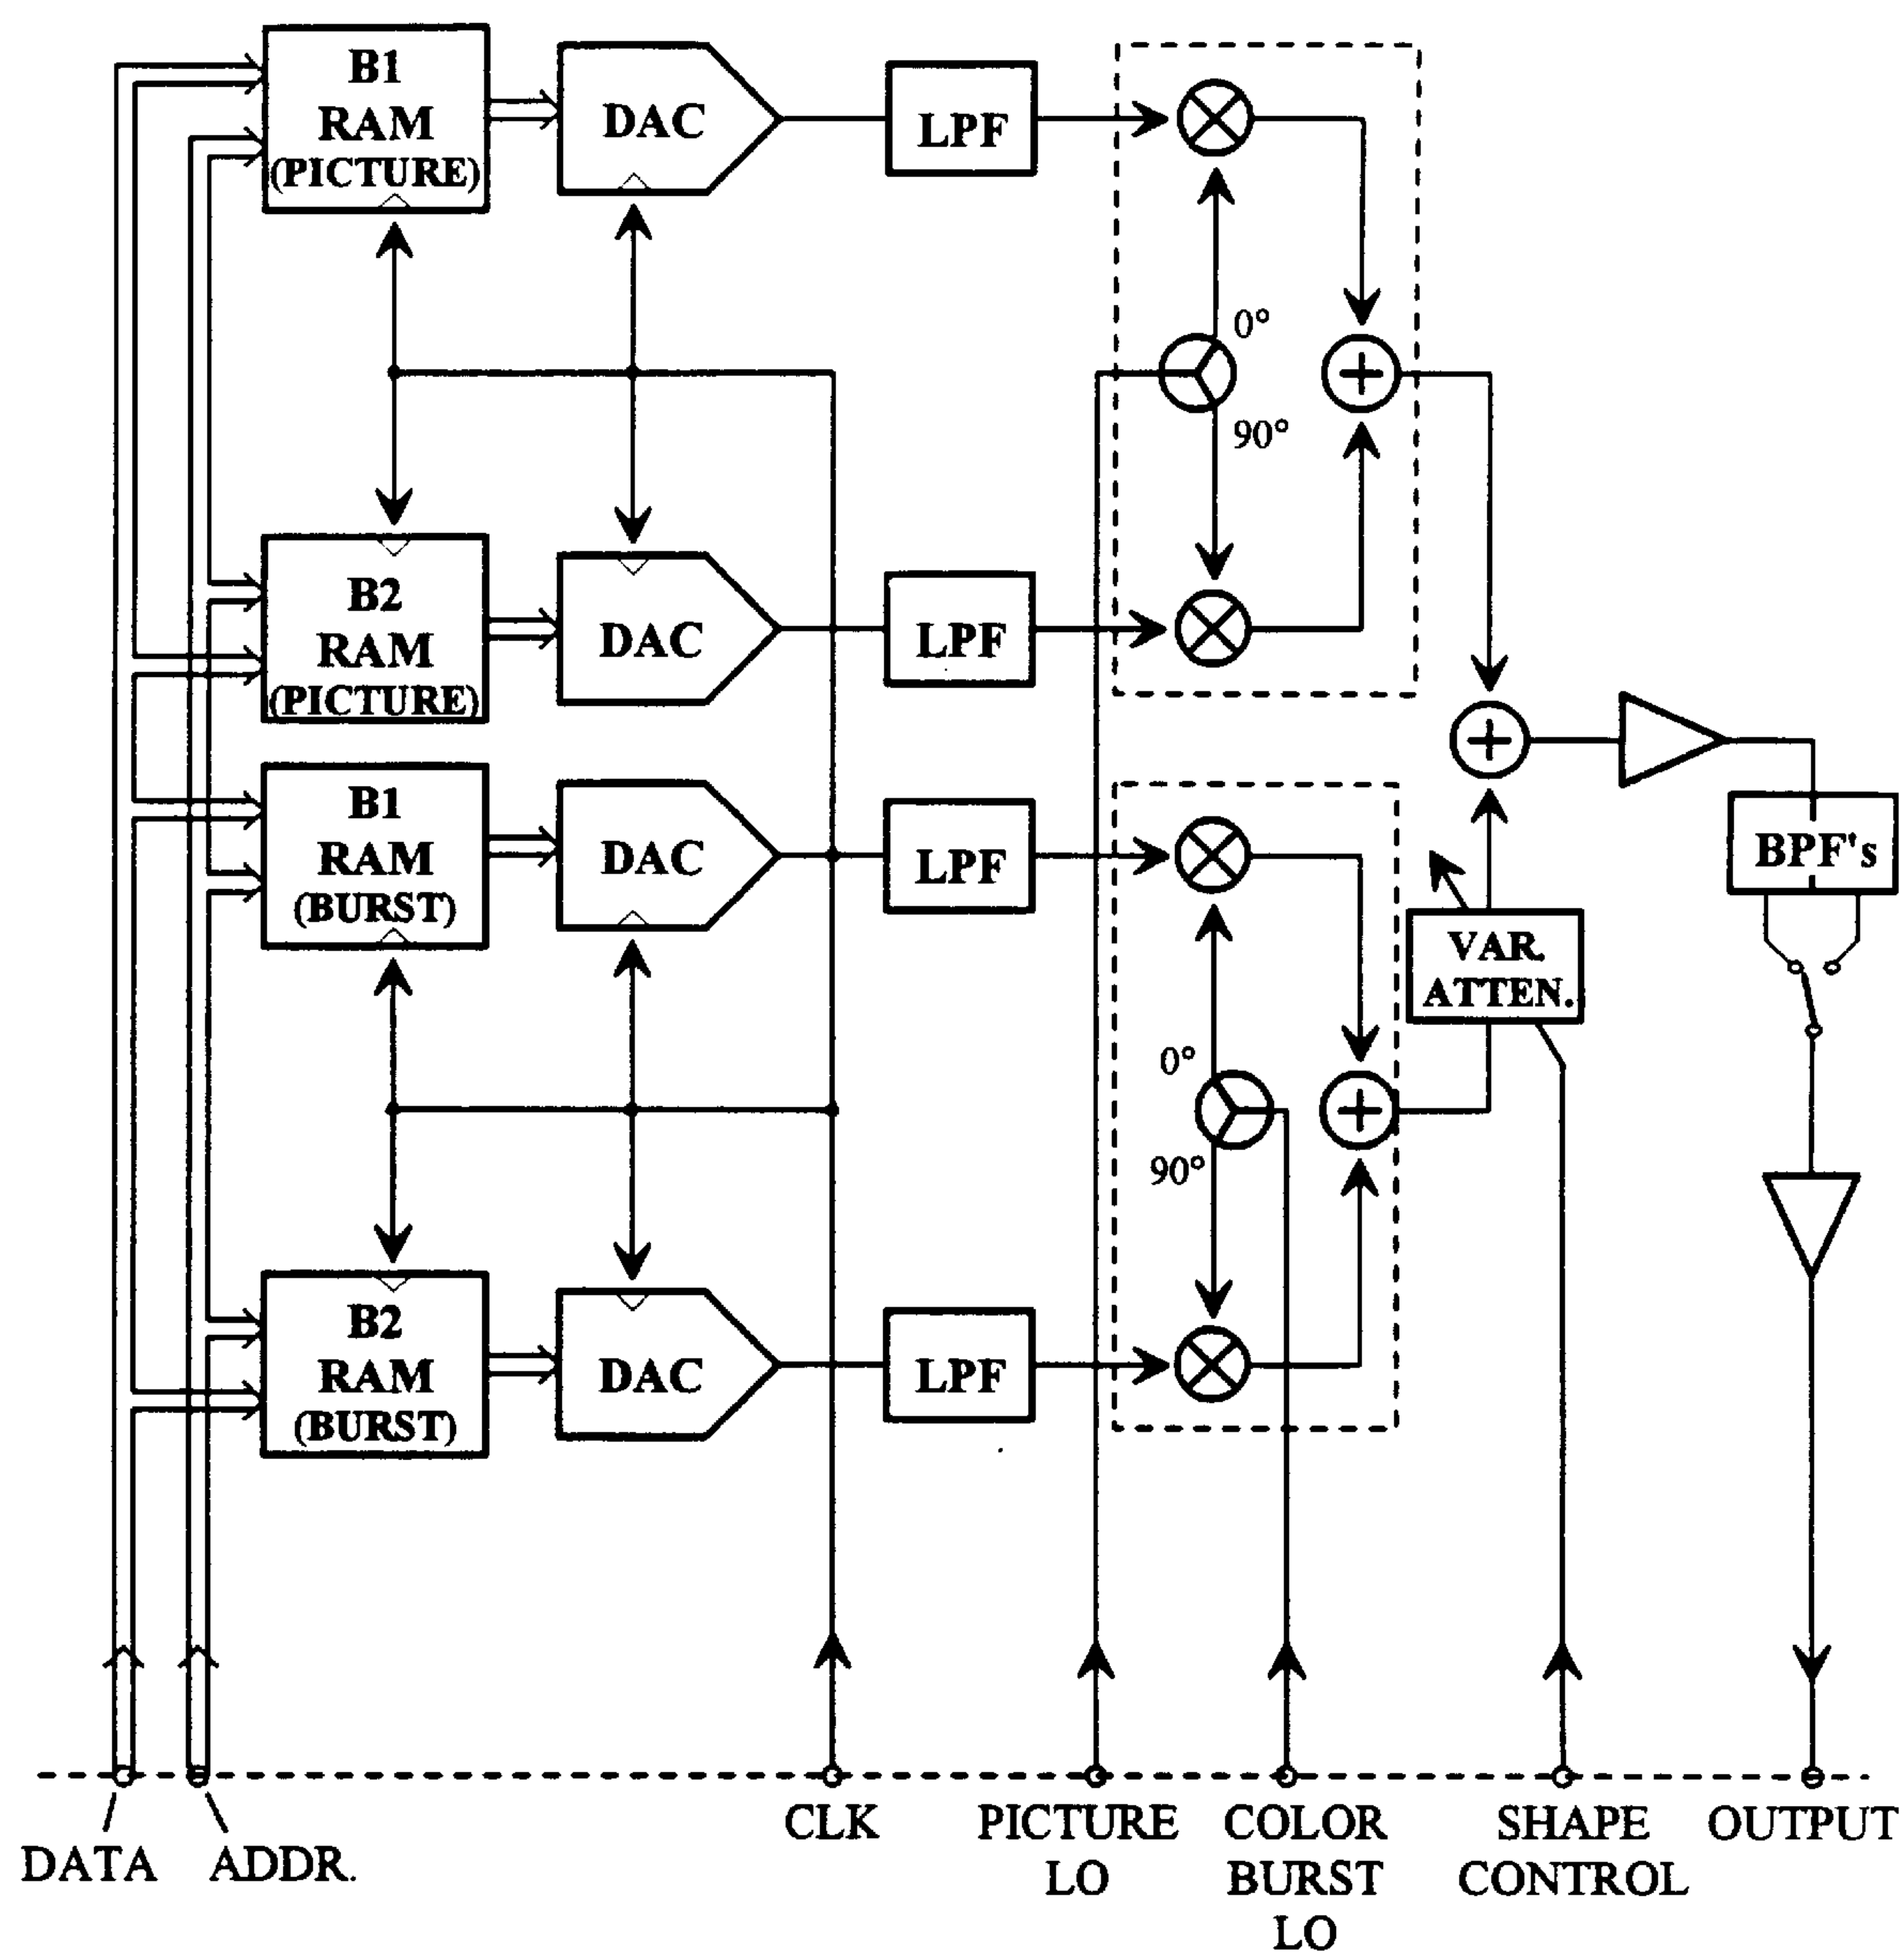 B1
RAM
(PICTURE)
DAC
LPF
0°
90°
B2
RAM
(PICTURE)
DAC
LPF
B1
RAM
(BURST)
DAC
LPF
BPF's
VAR.
ATTEN.
0°
90°
B2
RAM
(BURST)
DAC
LPF
DATA
ADDR.
CLK
PICTURE
LO
COLOR
BURST
LO
SHAPE
CONTROL
OUTPUT